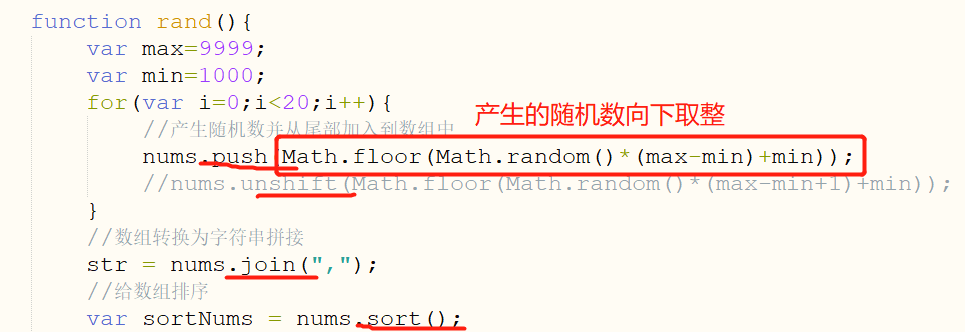 function rand(){
var max=9999;
var min=1000;
for(var i=0;i<20;i++){
产生的随机数向下取整
//产生随机数并从尾部加入到数组中
nums.push(Math.floor(Math.random()*(max-min)+min));
//nums.unshift(Math.floor(Math.random()*(max-min+1)+min));
}
//数组转换为字符串拼接
str = nums.join(",");
//给数组排序
var sortNums = nums.sort();